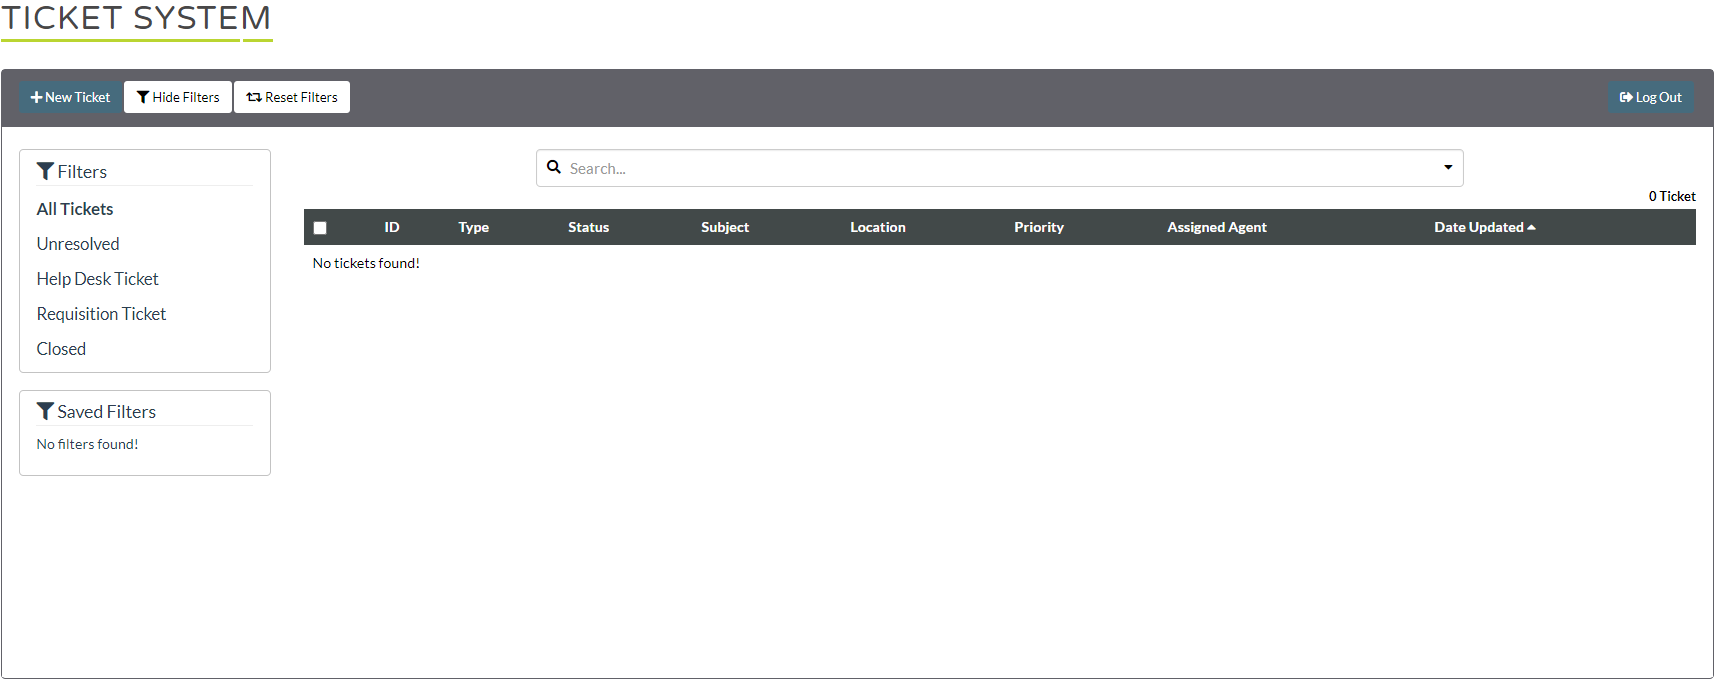 TICKET SYSTEM
New Ticket Hide Filters Reset Filters Log Out
Filters
All Tickets
Unresolved
Help Desk Ticket
Requisition Ticket
Closed
Saved Filters
No filters found!
Search...
0 Ticket
ID Type Status Subject Location Priority Assigned Agent Date Updated
No tickets found!